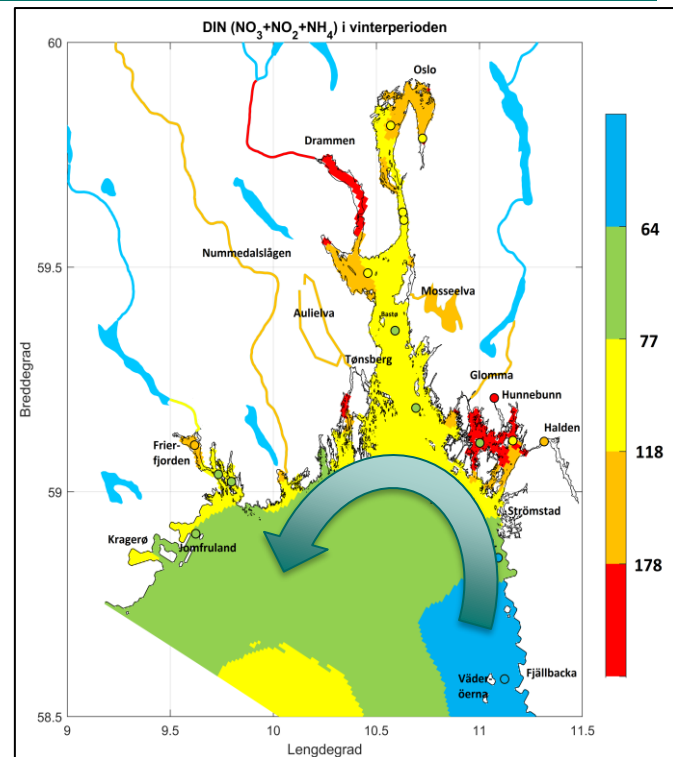 DIN (NO₃+NO₂+NH₄) i vinterperioden
60
Oslo
Drammen
64
59.5
Nummedalslågen
Mosseelva
Aulielva
Bastø
77
Breddegrad
Tønsberg
Glomma
Hunnebunn
Halden
Frier-
fjorden
118
59
Strömstad
Kragerø
Jomfruland
178
Väder
öerna
Fjällbacka
58.5
9
9.5
10
10.5
11
11.5
Lengdegrad